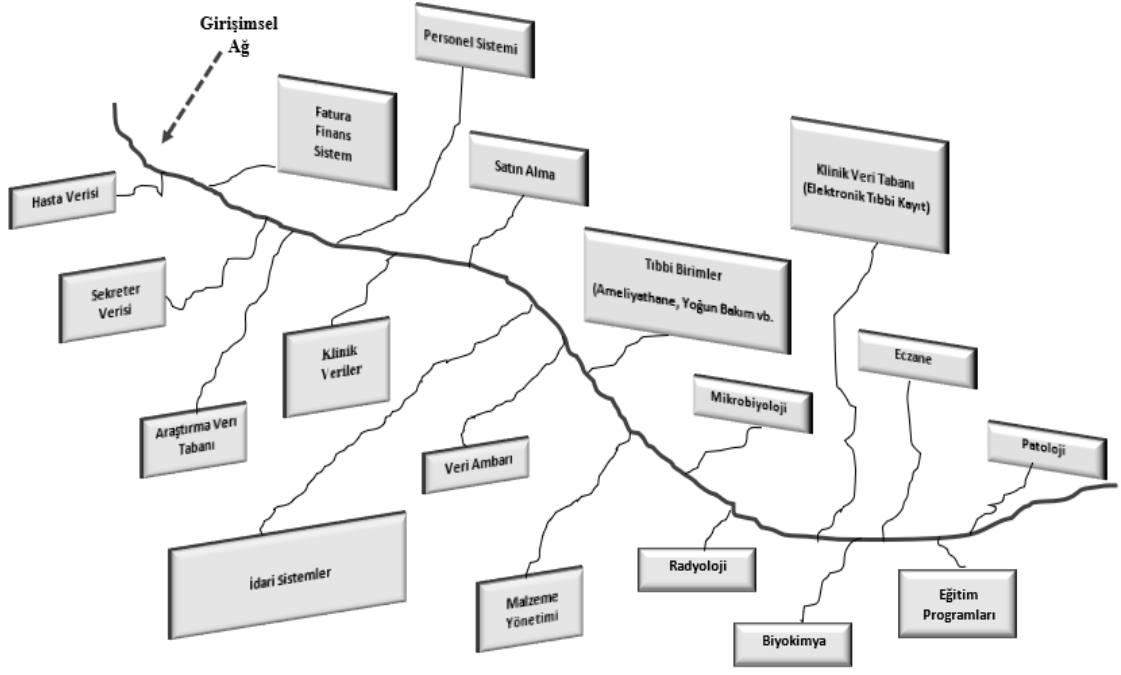 Girişimsel
Ağ
Personel Sistemi
Fatura
Finans
Sistem
Satın Alma
Klinik Veri Tabanı
(Elektronik Tıbbi Kayıt)
Hasta Verisi
Tıbbi Birimler
(Ameliyathane, Yoğun Bakım vb.
Sekreter
Verisi
Klinik
Veriler
Eczane
Mikrobiyoloji
Araştırma Veri
Tabanı
Veri Ambarı
Patoloji
İdari Sistemler
Radyoloji
Malzeme
Yönetimi
Eğitim
Programları
Biyokimya